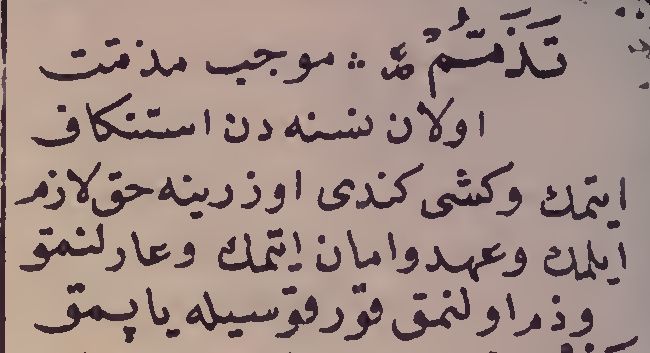 تَذَمُّمٌ موجب مذمت
اولان نسنه دن استنكاف
ايتمك وكشى كندى اوزرينه حق لازم
ايلمك وعهد وامان ايتمك وعارلنمق
وذم اولنمق قورقوسيله ياپمق